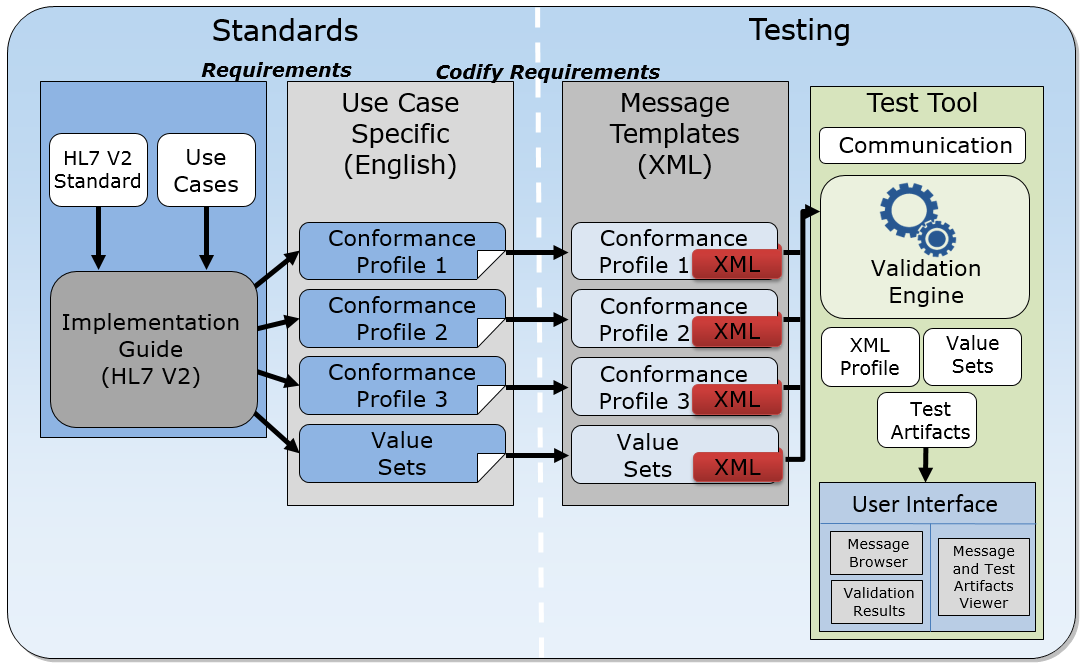 Standards
Testing
Requirements
Codify Requirements
HL7 V2
Standard
Use
Cases
Implementation
Guide
(HL7 V2)
Use Case
Specific
(English)
Conformance
Profile 1
Conformance
Profile 2
Conformance
Profile 3
Value
Sets
Message
Templates
(XML)
Conformance
Profile 1
XML
Conformance
Profile 2
XML
Conformance
Profile 3
XML
Value
Sets
XML
Test Tool
Communication
Validation
Engine
XML
Profile
Value
Sets
Test
Artifacts
User Interface
Message
Browser
Validation
Results
Message
and Test
Artifacts
Viewer